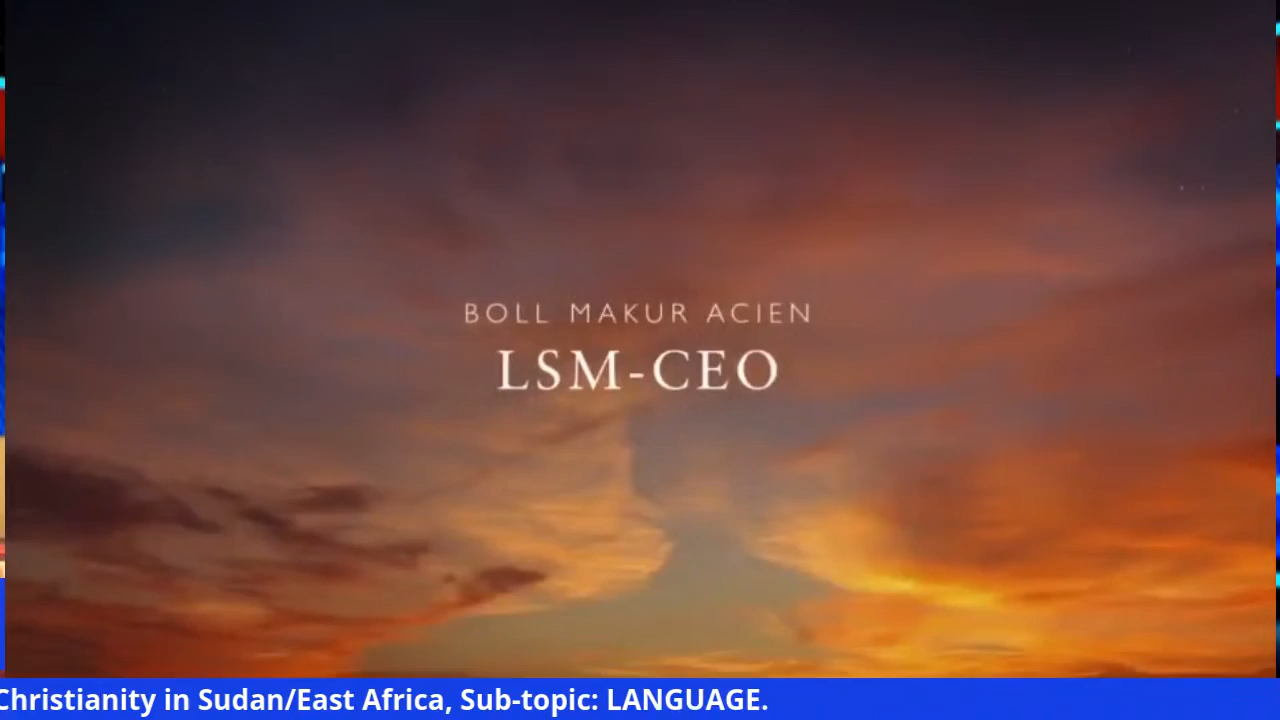 BOLL MAKUR ACIEN
LSM-CEO
Christianity in Sudan/East Africa, Sub-topic: LANGUAGE.